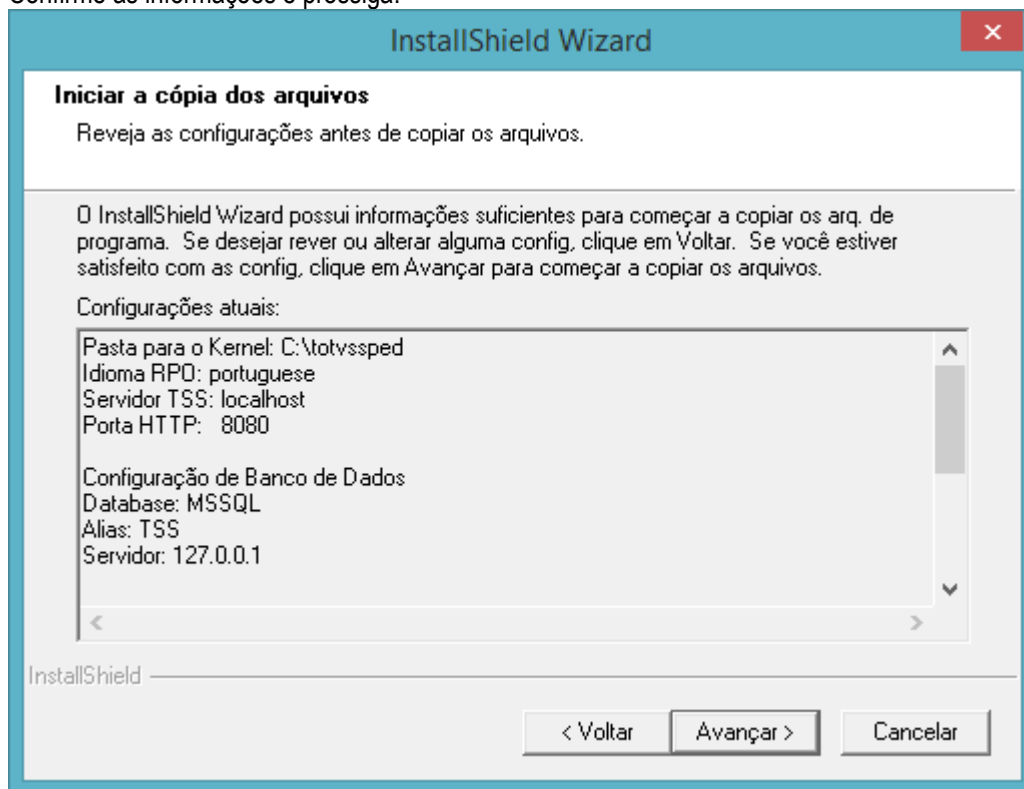 Confirme as informações e prossiga.
InstallShield Wizard
Iniciar a cópia dos arquivos
Reveja as configurações antes de copiar os arquivos.
O InstallShield Wizard possui informações suficientes para começar a copiar os arq. de
programa. Se desejar rever ou alterar alguma config, clique em Voltar. Se você estiver
satisfeito com as config, clique em Avançar para começar a copiar os arquivos.
Configurações atuais:
Pasta para o Kernel: C:\totvssped
Idioma RPO: portuguese
Servidor TSS: localhost
Porta HTTP: 8080
Configuração de Banco de Dados
Database: MSSQL
Alias: TSS
Servidor: 127.0.0.1
InstallShield
< Voltar
Avançar >
Cancelar